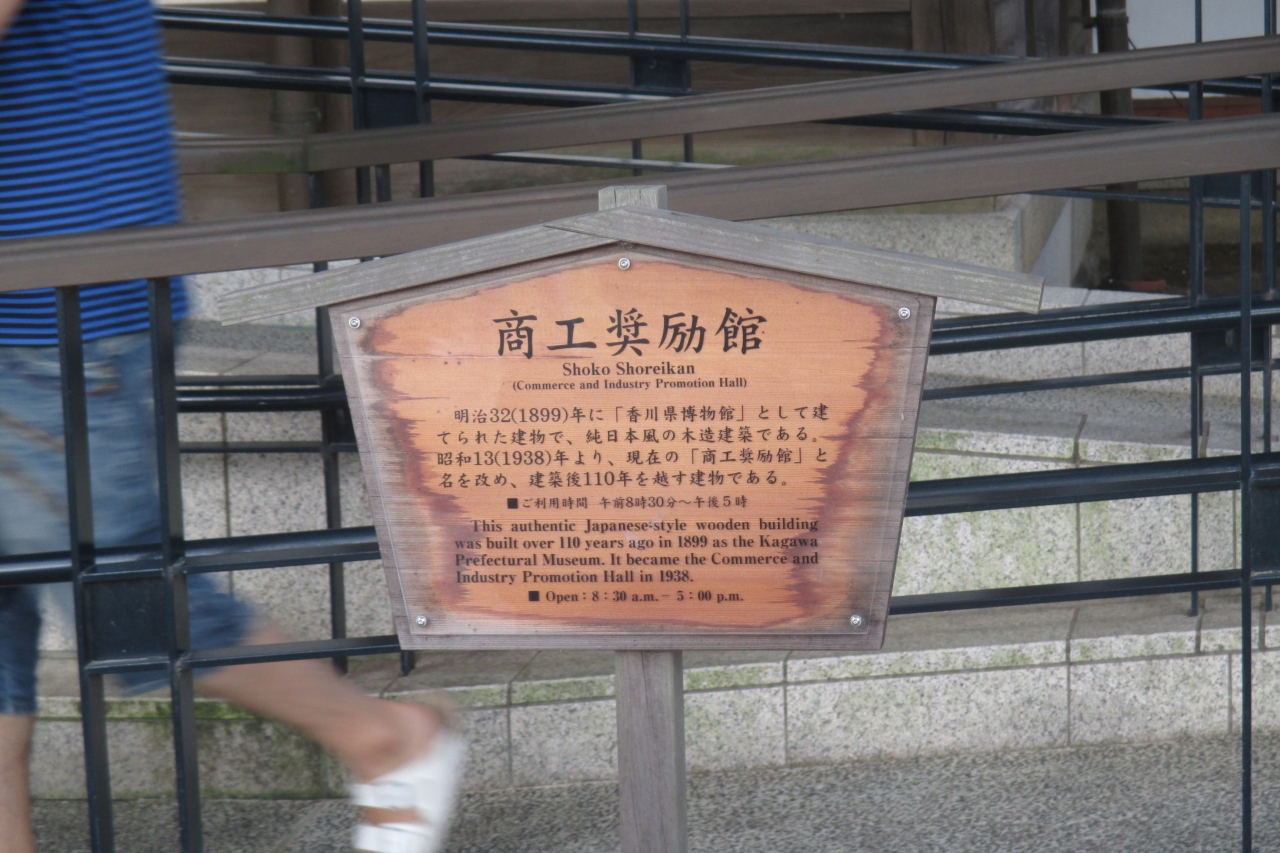 商工奨励館
Shoko Shoreikan
(Commerce and Industry Promotion Hall)
明治32(1899)年に「香川県博物館」として建
てられた建物で、純日本風の木造建築である。
昭和13(1938)年より、現在の「商工奨励館」と
名を改め、建築後110年を越す建物である。
■ご利用時間 午前8時30分～午後5時
This authentic Japanese-style wooden building
was built over 110 years ago in 1899 as the Kagawa
Prefectural Museum. It became the Commerce and
Industry Promotion Hall in 1938.
■ Open：8：30 a.m.－5：00 p.m.